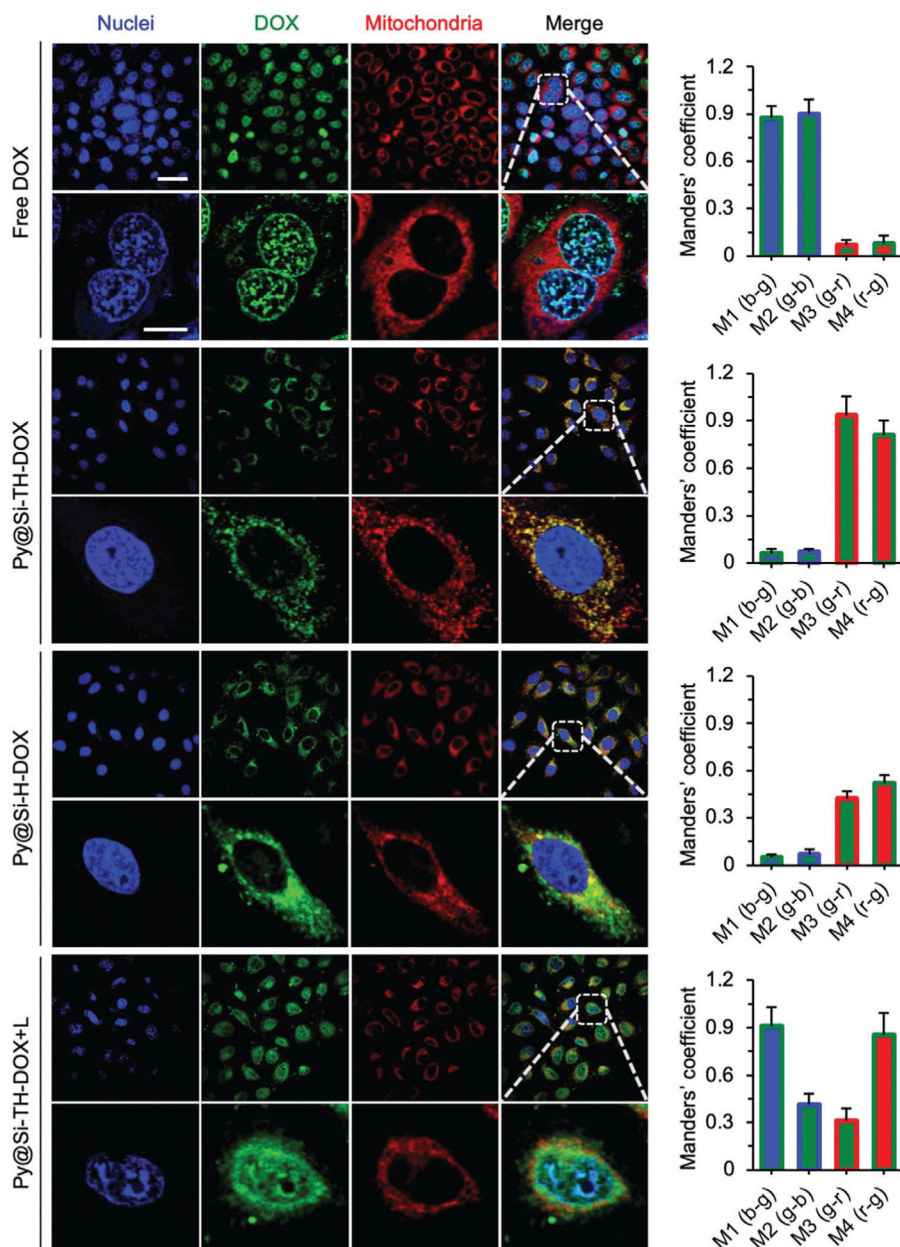 Nuclei DOX Mitochondria Merge
Free DOX
Manders' coefficient
1.2
0.9
0.6
0.3
0
M1 (b-g)
M2 (g-b)
M3 (g-r)
M4 (r-g)
Py@Si-TH-DOX
Manders' coefficient
1.2
0.9
0.6
0.3
0
M1 (b-g)
M2 (g-b)
M3 (g-r)
M4 (r-g)
Py@Si-H-DOX
Manders' coefficient
1.2
0.9
0.6
0.3
0
M1 (b-g)
M2 (g-b)
M3 (g-r)
M4 (r-g)
Py@Si-TH-DOX+L
Manders' coefficient
1.2
0.9
0.6
0.3
0
M1 (b-g)
M2 (g-b)
M3 (g-r)
M4 (r-g)